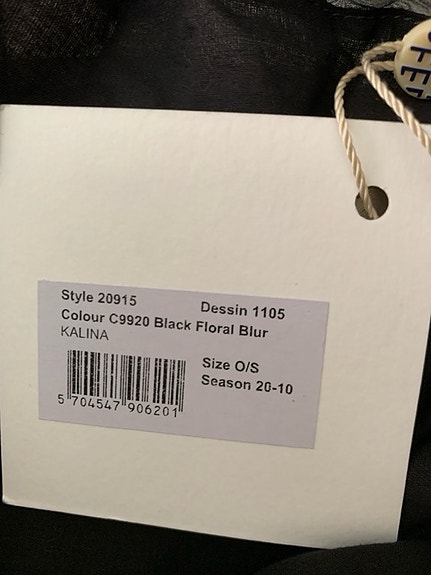 Style 20915 Dessin 1105
Colour C9920 Black Floral Blur
KALINA
Size O/S
Season 20-10
5 704547 906201